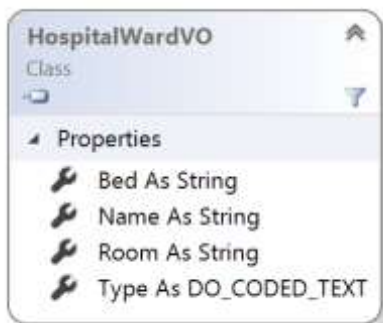 HospitalWardVO
Class
Properties
Bed As String
Name As String
Room As String
Type As DO_CODED_TEXT